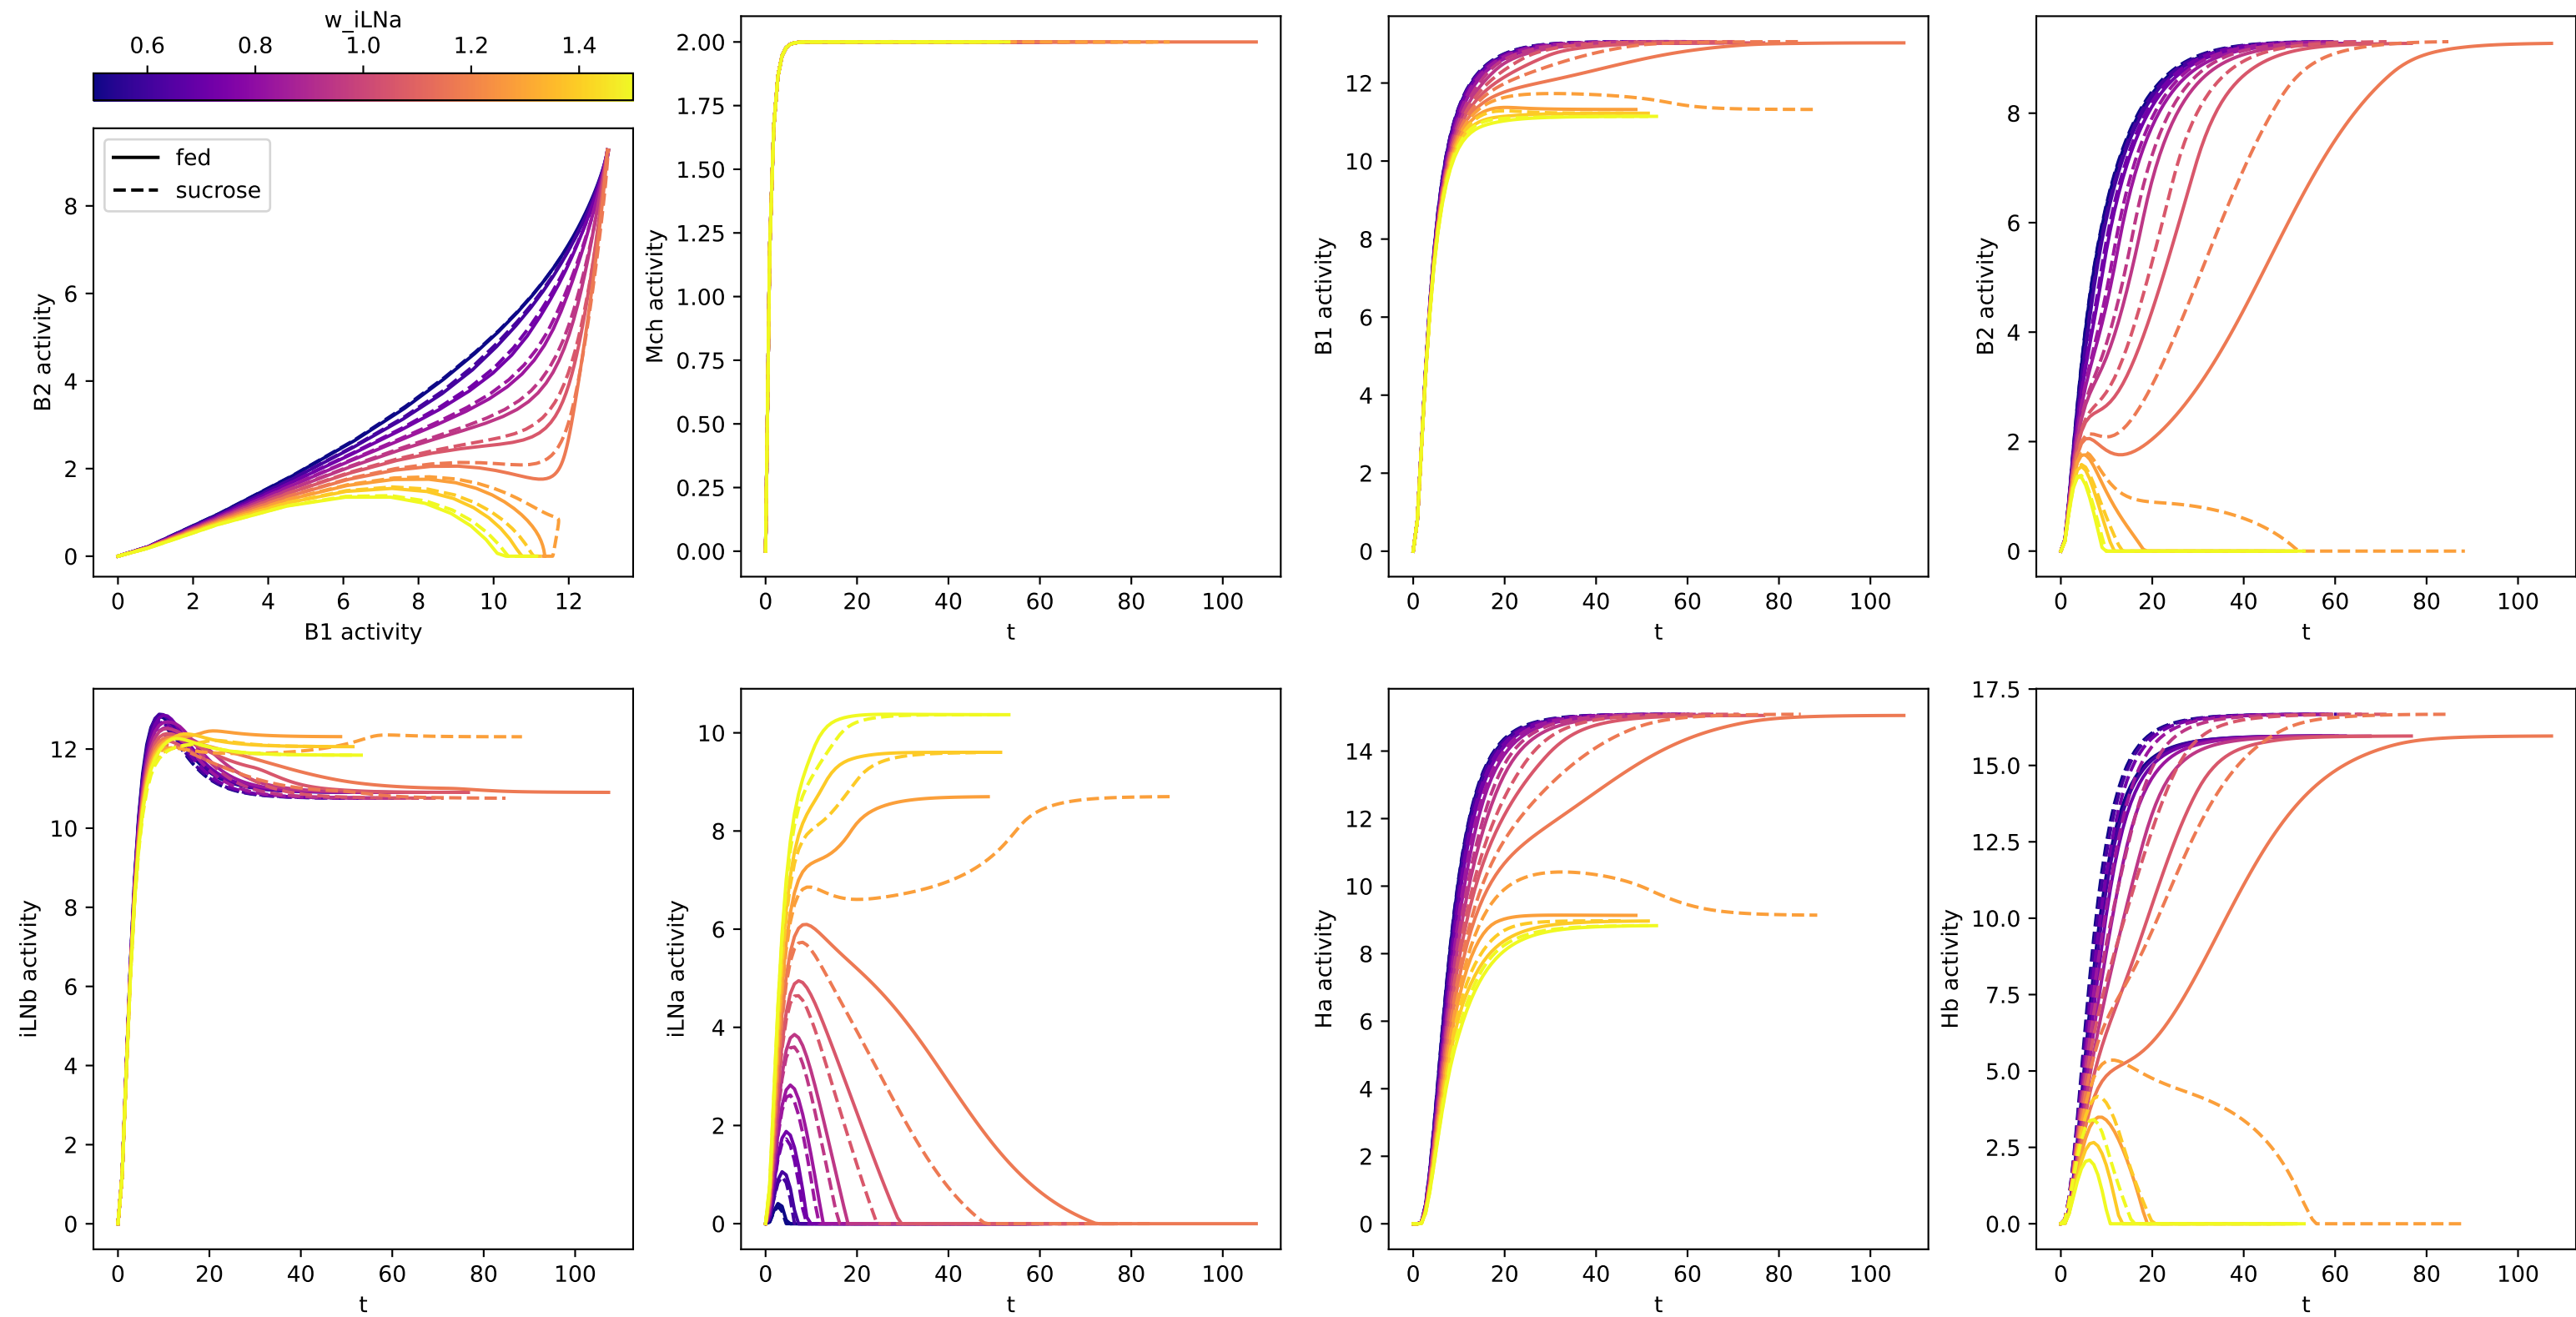 w_iLNa
0.6 0.8 1.0 1.2 1.4
fed
sucrose
8
6
4
2
0
B2 activity
0 2 4 6 8 10 12
B1 activity
2.00
1.75
1.50
1.25
1.00
0.75
0.50
0.25
0.00
Mch activity
0 20 40 60 80 100
t
12
10
8
6
4
2
0
B1 activity
0 20 40 60 80 100
t
8
6
4
2
0
B2 activity
0 20 40 60 80 100
t
12
10
8
6
4
2
0
iLNb activity
0 20 40 60 80 100
t
10
8
6
4
2
0
iLNa activity
0 20 40 60 80 100
t
14
12
10
8
6
4
2
0
Ha activity
0 20 40 60 80 100
t
17.5
15.0
12.5
10.0
7.5
5.0
2.5
0.0
Hb activity
0 20 40 60 80 100
t